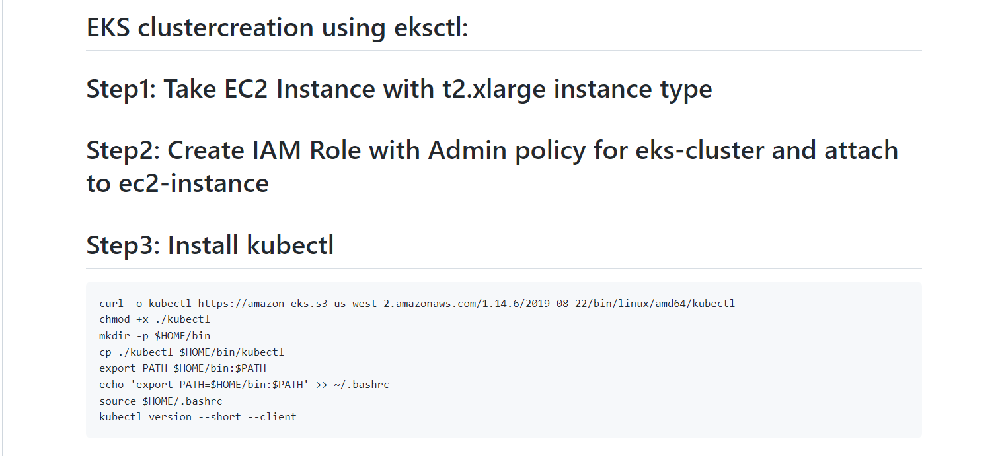 EKS clustercreation using eksctl:
Step1: Take EC2 Instance with t2.xlarge instance type
Step2: Create IAM Role with Admin policy for eks-cluster and attach
to ec2-instance
Step3: Install kubectl
curl -o kubectl https://amazon-eks.s3-us-west-2.amazonaws.com/1.14.6/2019-08-22/bin/linux/amd64/kubectl
chmod +x ./kubectl
mkdir -p $HOME/bin
cp ./kubectl $HOME/bin/kubectl
export PATH=$HOME/bin:$PATH
echo 'export PATH=$HOME/bin:$PATH' >> ~/.bashrc
source $HOME/.bashrc
kubectl version --short --client